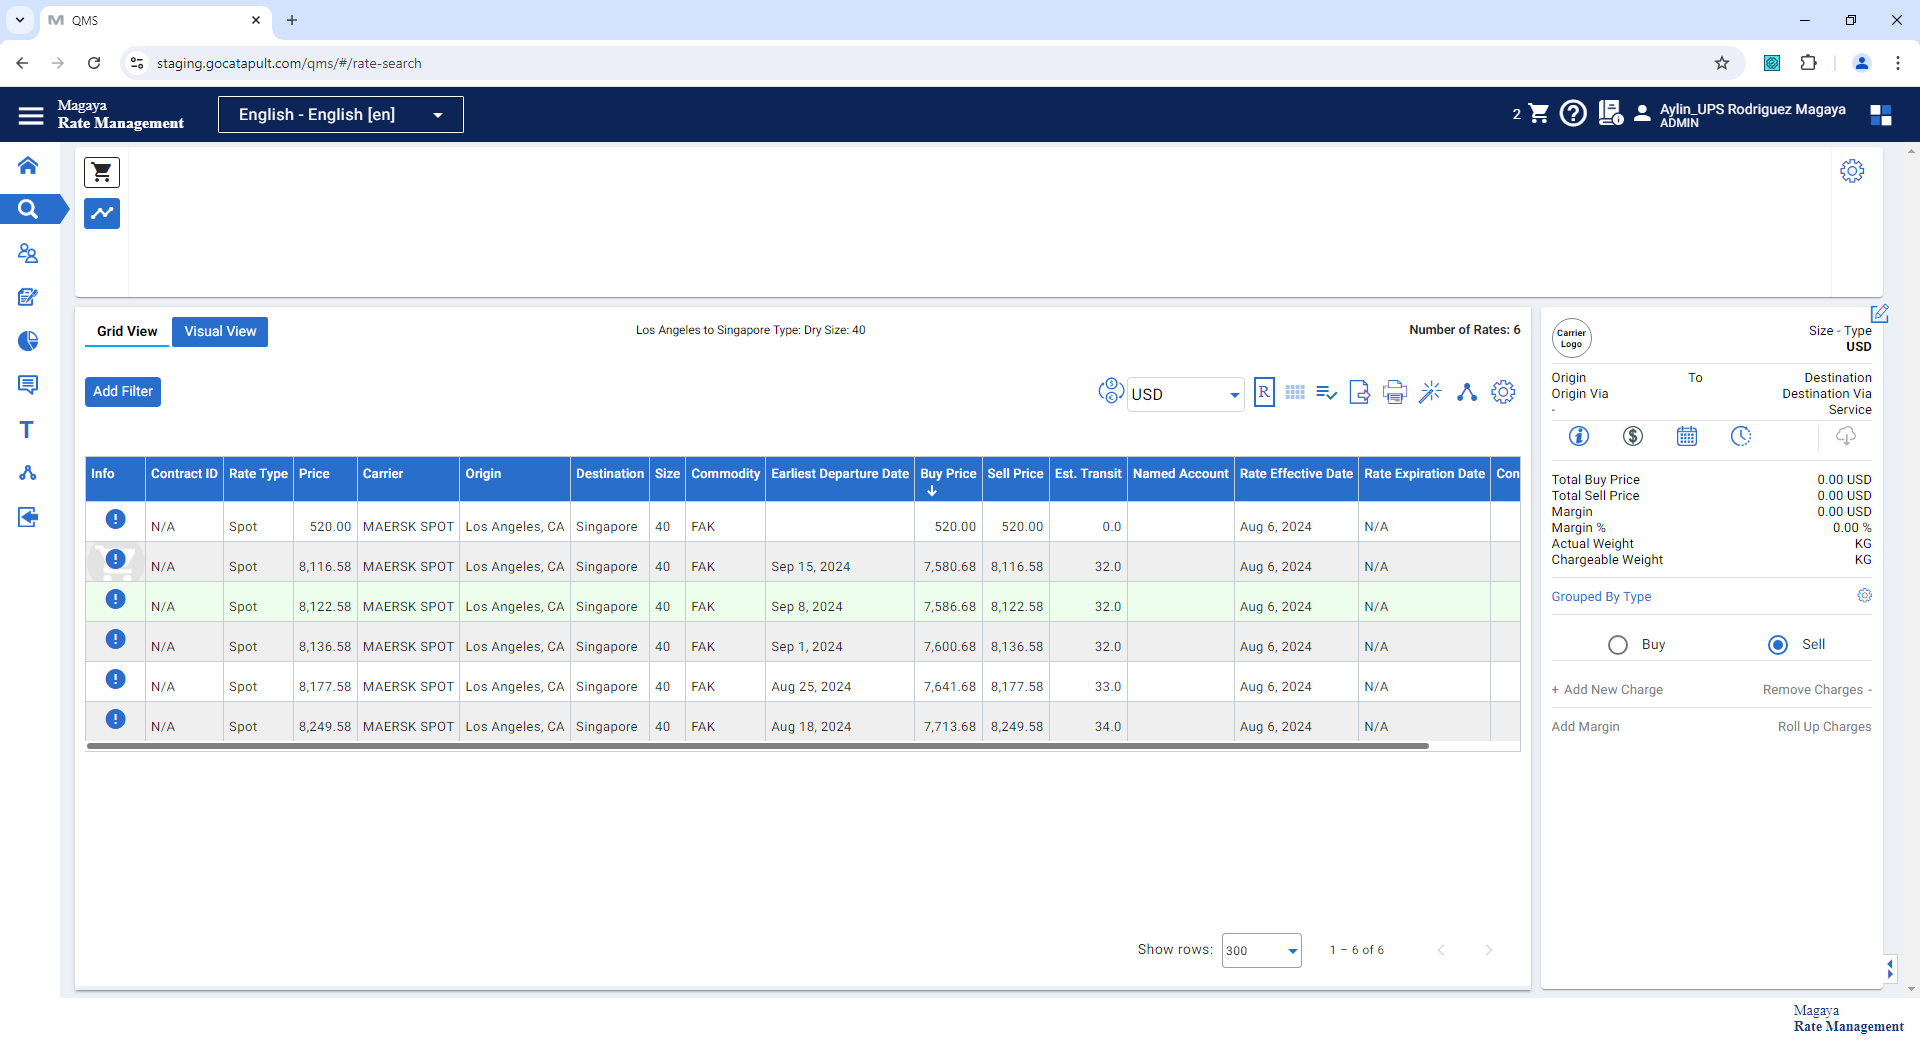 QMS
staging.gocatapult.com/qms/#/rate-search
Magaya
Rate Management
English - English [en]
2
Aylin_UPS Rodriguez Magaya
ADMIN
Grid View
Visual View
Los Angeles to Singapore Type: Dry Size: 40
Number of Rates: 6
Add Filter
USD
R
Info Contract ID Rate Type Price Carrier Origin Destination Size Commodity Earliest Departure Date Buy Price Sell Price Est. Transit Named Account Rate Effective Date Rate Expiration Date Con
N/A Spot 520.00 MAERSK SPOT Los Angeles, CA Singapore 40 FAK 520.00 520.00 0.0 Aug 6, 2024 N/A
N/A Spot 8,116.58 MAERSK SPOT Los Angeles, CA Singapore 40 FAK Sep 15, 2024 7,580.68 8,116.58 32.0 Aug 6, 2024 N/A
N/A Spot 8,122.58 MAERSK SPOT Los Angeles, CA Singapore 40 FAK Sep 8, 2024 7,586.68 8,122.58 32.0 Aug 6, 2024 N/A
N/A Spot 8,136.58 MAERSK SPOT Los Angeles, CA Singapore 40 FAK Sep 1, 2024 7,600.68 8,136.58 32.0 Aug 6, 2024 N/A
N/A Spot 8,177.58 MAERSK SPOT Los Angeles, CA Singapore 40 FAK Aug 25, 2024 7,641.68 8,177.58 33.0 Aug 6, 2024 N/A
N/A Spot 8,249.58 MAERSK SPOT Los Angeles, CA Singapore 40 FAK Aug 18, 2024 7,713.68 8,249.58 34.0 Aug 6, 2024 N/A
Show rows: 300 1 – 6 of 6
Carrier
Logo
Size - Type
USD
Origin To Destination
Origin Via Destination Via
- Service
Total Buy Price 0.00 USD
Total Sell Price 0.00 USD
Margin 0.00 USD
Margin % 0.00 %
Actual Weight KG
Chargeable Weight KG
Grouped By Type
Buy Sell
+ Add New Charge Remove Charges -
Add Margin Roll Up Charges
Magaya
Rate Management